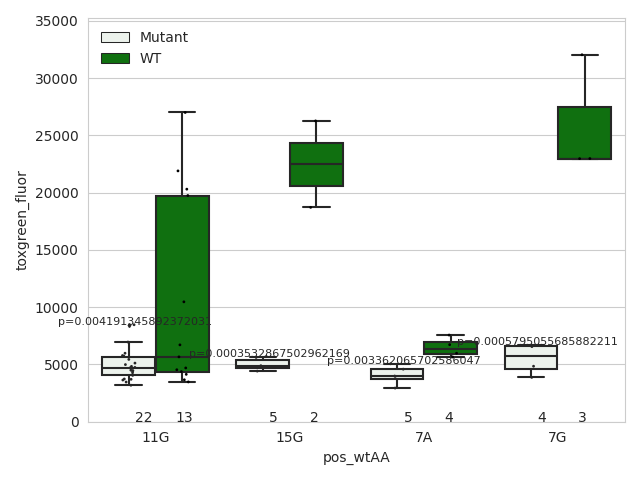 Mutant
WT
toxgreen_fluor
35000
30000
25000
20000
15000
10000
5000
0
p=0.004191345892372031
p=0.0003532867502962169
p=0.003362065702586047
p=0.0005795055685882211
22 13 5 2 5 4 4 3
11G 15G 7A 7G
pos_wtAA